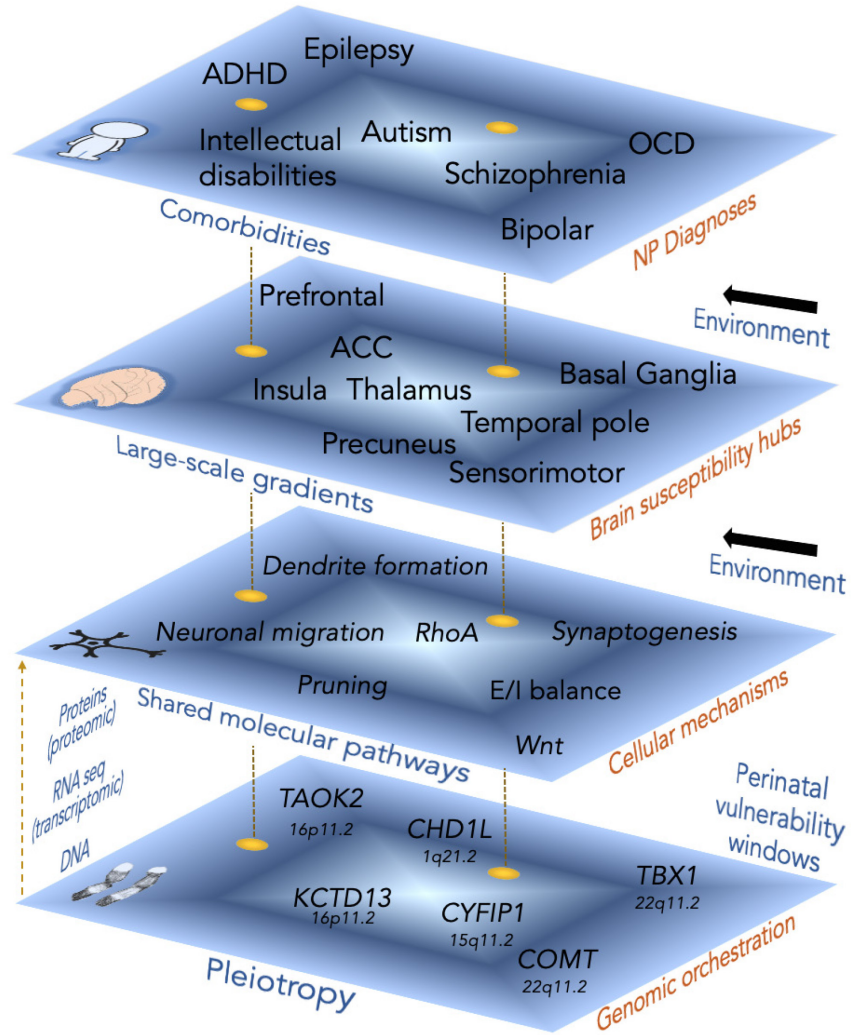 Epilepsy
ADHD
Autism
OCD
Intellectual
disabilities
Schizophrenia
Bipolar
Comorbidities
NP Diagnoses
Environment
Prefrontal
ACC
Basal Ganglia
Insula
Thalamus
Temporal pole
Precuneus
Sensorimotor
Large-scale gradients
Brain susceptibility hubs
Environment
Dendrite formation
Neuronal migration
RhoA
Synaptogenesis
Pruning
E/I balance
Wnt
Shared molecular pathways
Cellular mechanisms
Proteins
(proteomic)
RNA seq
(transcriptomic)
DNA
Perinatal
vulnerability
windows
TAOK2
16p11.2
CHD1L
1q21.2
TBX1
22q11.2
KCTD13
16p11.2
CYFIP1
15q11.2
COMT
22q11.2
Pleiotropy
Genomic orchestration